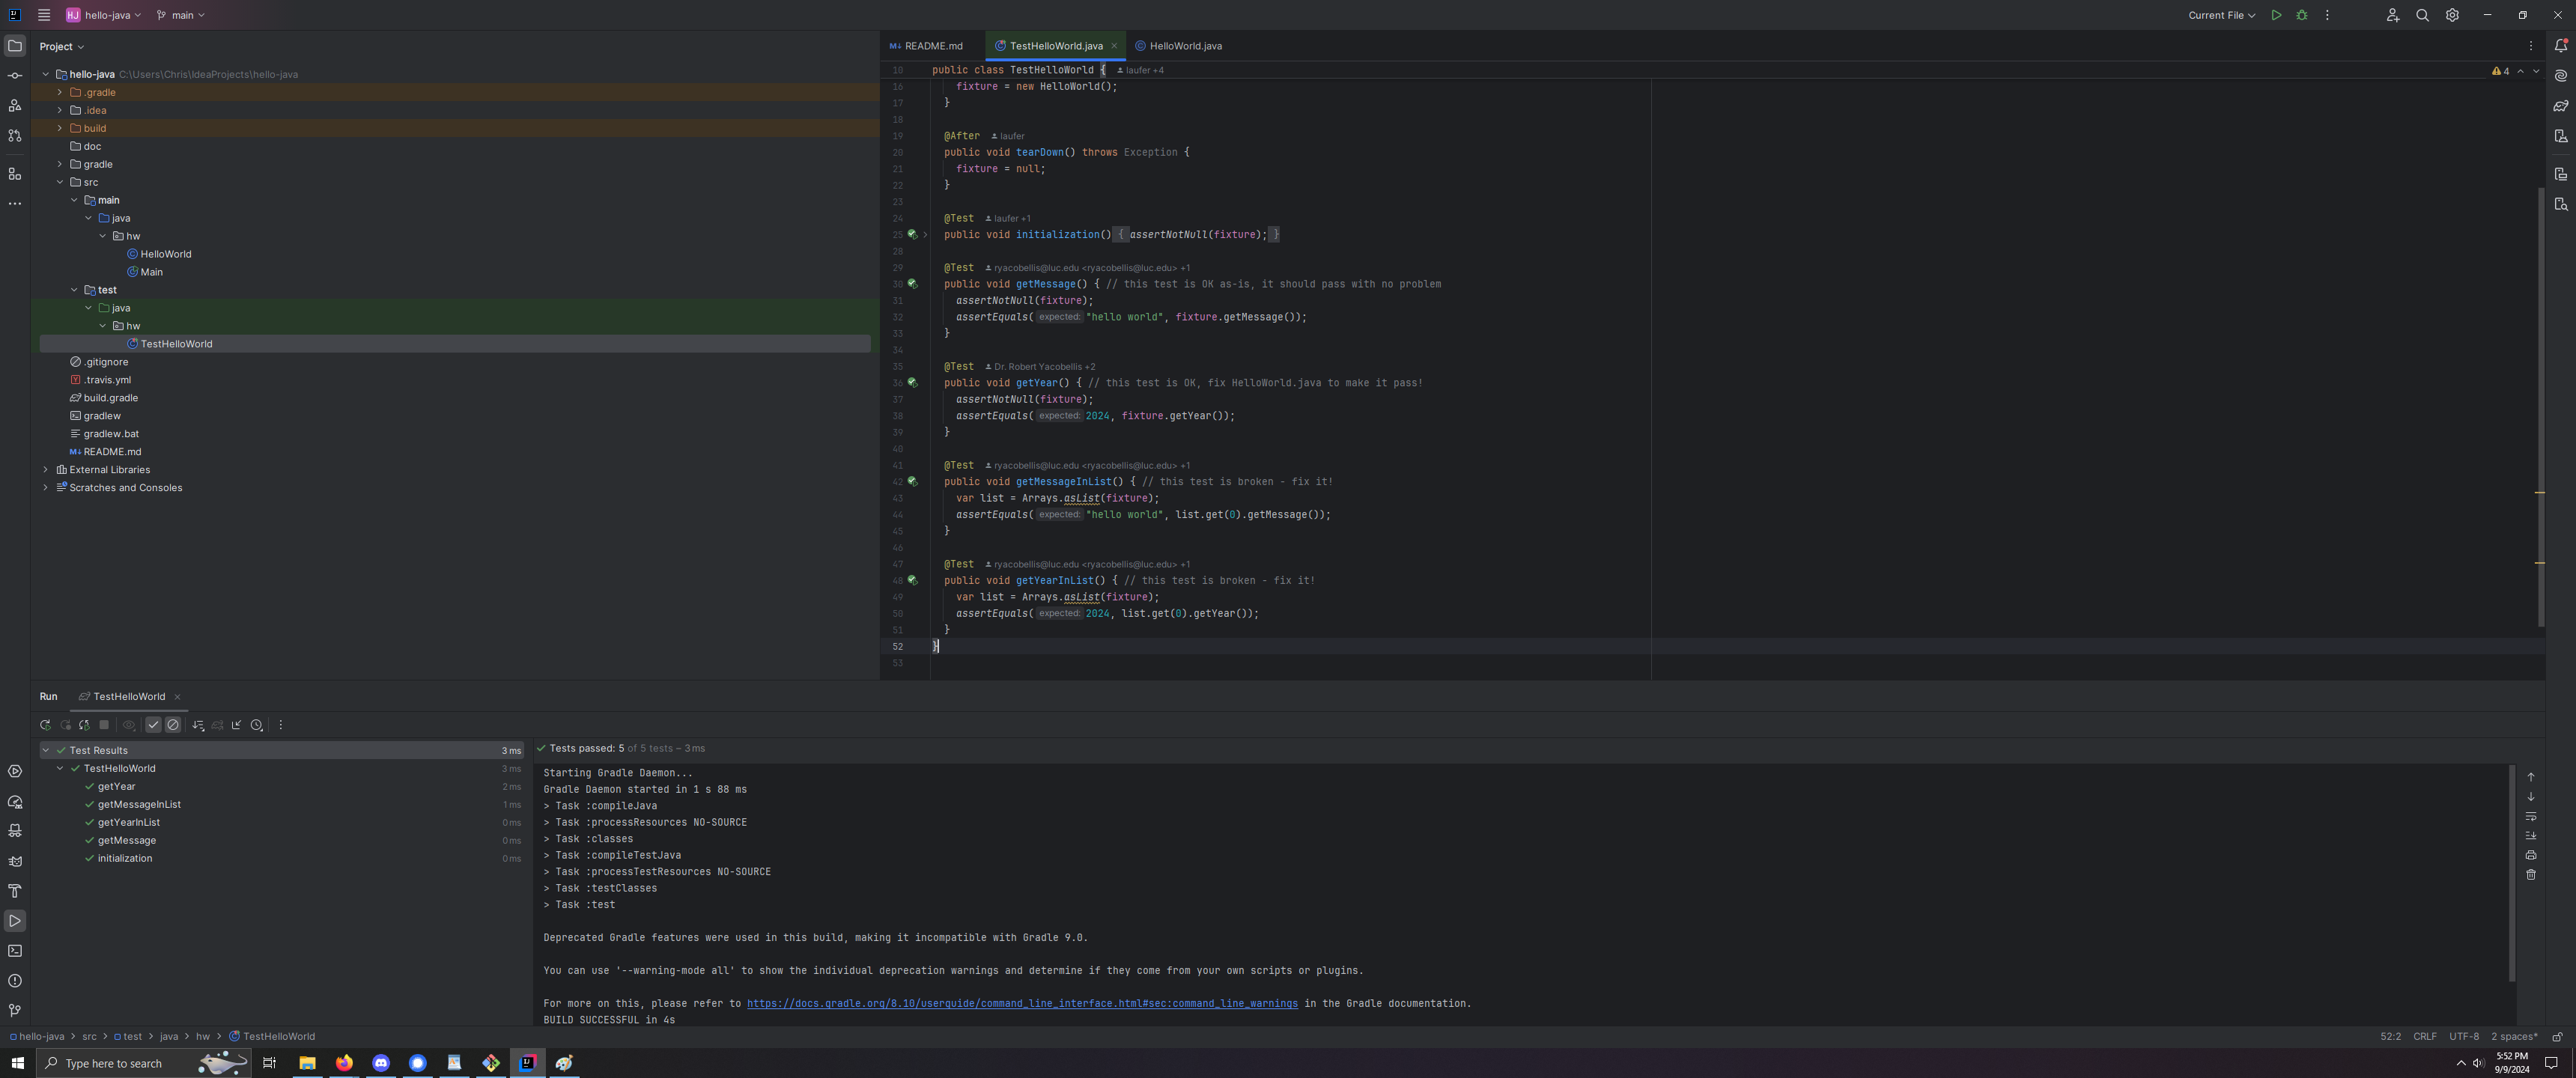 HJ hello-java main Current File
Project
hello-java C:\Users\Chris\IdeaProjects\hello-java
.gradle
.idea
build
doc
gradle
src
main
java
hw
HelloWorld
Main
test
java
hw
TestHelloWorld
.gitignore
.travis.yml
build.gradle
gradlew
gradlew.bat
M↓ README.md
External Libraries
Scratches and Consoles
M↓ README.md TestHelloWorld.java HelloWorld.java
10 public class TestHelloWorld { laufer +4 4
16 fixture = new HelloWorld();
17 }
18
19 @After laufer
20 public void tearDown() throws Exception {
21 fixture = null;
22 }
23
24 @Test laufer +1
25 public void initialization() { assertNotNull(fixture); }
28
29 @Test ryacobellis@luc.edu <ryacobellis@luc.edu> +1
30 public void getMessage() { // this test is OK as-is, it should pass with no problem
31 assertNotNull(fixture);
32 assertEquals( expected: "hello world", fixture.getMessage());
33 }
34
35 @Test Dr. Robert Yacobellis +2
36 public void getYear() { // this test is OK, fix HelloWorld.java to make it pass!
37 assertNotNull(fixture);
38 assertEquals( expected: 2024, fixture.getYear());
39 }
40
41 @Test ryacobellis@luc.edu <ryacobellis@luc.edu> +1
42 public void getMessageInList() { // this test is broken - fix it!
43 var list = Arrays.asList(fixture);
44 assertEquals( expected: "hello world", list.get(0).getMessage());
45 }
46
47 @Test ryacobellis@luc.edu <ryacobellis@luc.edu> +1
48 public void getYearInList() { // this test is broken - fix it!
49 var list = Arrays.asList(fixture);
50 assertEquals( expected: 2024, list.get(0).getYear());
51 }
52 }
53
Run TestHelloWorld
Test Results 3 ms
TestHelloWorld 3 ms
getYear 2 ms
getMessageInList 1 ms
getYearInList 0 ms
getMessage 0 ms
initialization 0 ms
Tests passed: 5 of 5 tests – 3 ms
Starting Gradle Daemon...
Gradle Daemon started in 1 s 88 ms
> Task :compileJava
> Task :processResources NO-SOURCE
> Task :classes
> Task :compileTestJava
> Task :processTestResources NO-SOURCE
> Task :testClasses
> Task :test
Deprecated Gradle features were used in this build, making it incompatible with Gradle 9.0.
You can use '--warning-mode all' to show the individual deprecation warnings and determine if they come from your own scripts or plugins.
For more on this, please refer to https://docs.gradle.org/8.10/userguide/command_line_interface.html#sec:command_line_warnings in the Gradle documentation.
BUILD SUCCESSFUL in 4s
hello-java > src > test > java > hw > TestHelloWorld 52:2 CRLF UTF-8 2 spaces*
Type here to search
5:52 PM
9/9/2024